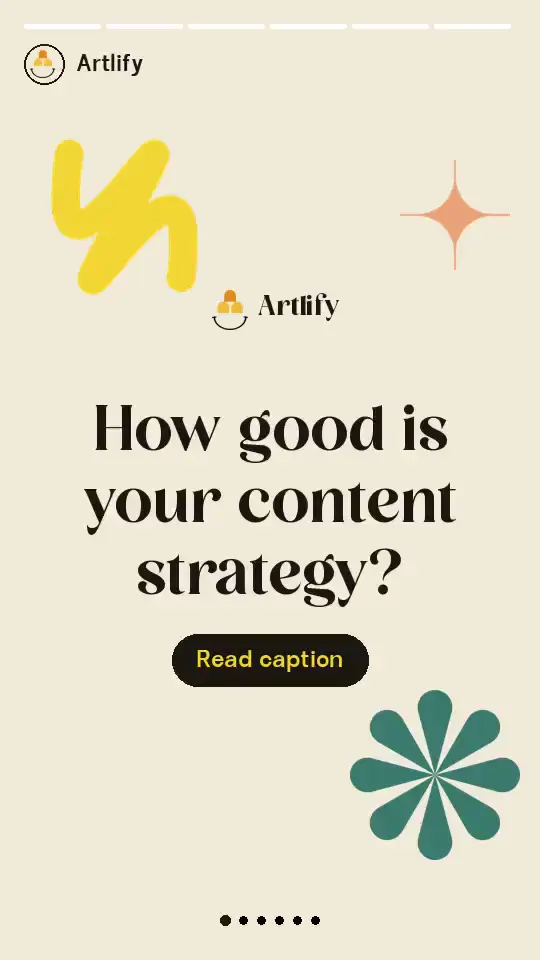 Artlify
Artlify
How good is
your content
strategy?
Read caption